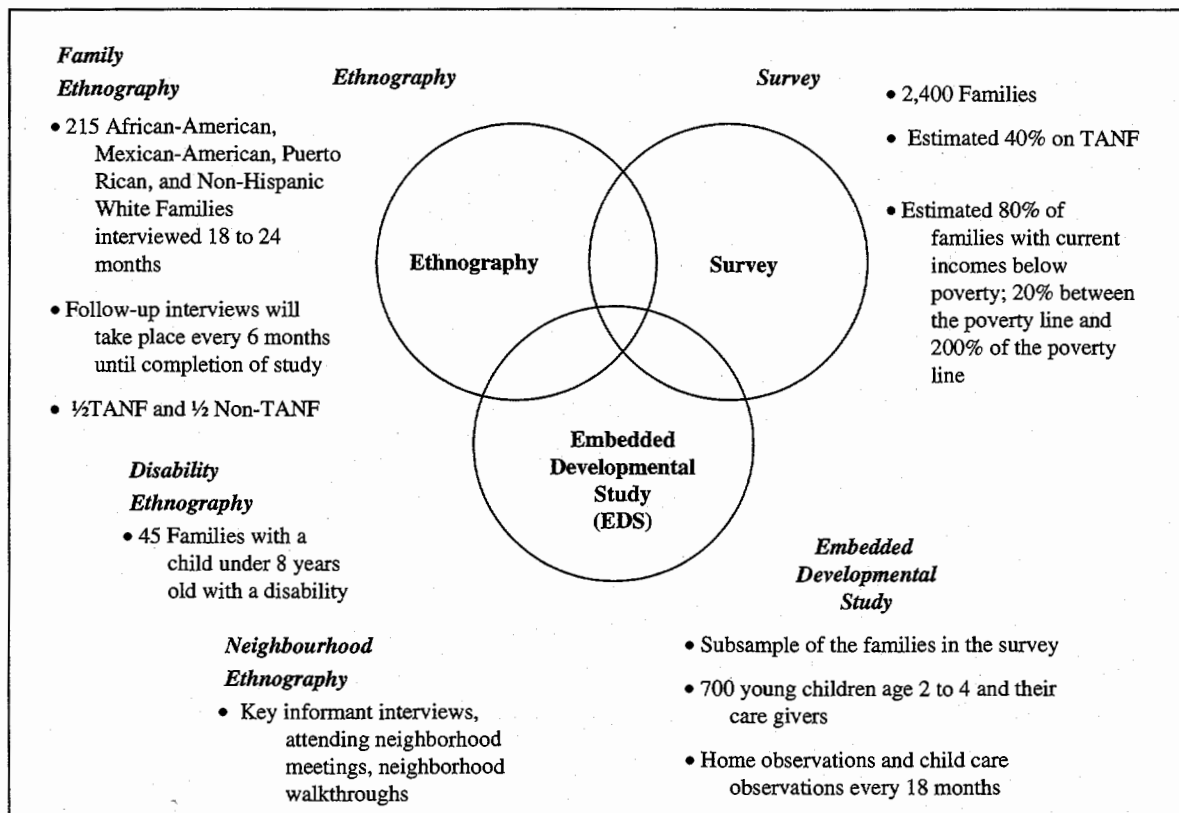 Family
Ethnography
• 215 African-American,
Mexican-American, Puerto
Rican, and Non-Hispanic
White Families
interviewed 18 to 24
months
• Follow-up interviews will
take place every 6 months
until completion of study
• ½TANF and ½ Non-TANF
Disability
Ethnography
• 45 Families with a
child under 8 years
old with a disability
Neighbourhood
Ethnography
• Key informant interviews,
attending neighborhood
meetings, neighborhood
walkthroughs
Ethnography
Survey
Ethnography
Survey
Embedded
Developmental
Study
(EDS)
• 2,400 Families
• Estimated 40% on TANF
• Estimated 80% of
families with current
incomes below
poverty; 20% between
the poverty line and
200% of the poverty
line
Embedded
Developmental
Study
• Subsample of the families in the survey
• 700 young children age 2 to 4 and their
care givers
• Home observations and child care
observations every 18 months